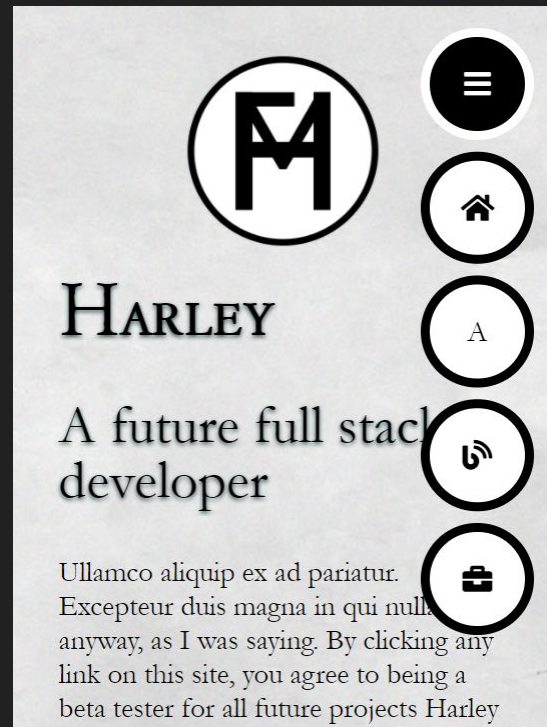 Harley
A
A future full stack
developer
Ullamco aliquip ex ad pariatur.
Excepteur duis magna in qui
anyway, as I was saying. By clicking any
link on this site, you agree to being a
beta tester for all future projects Harley